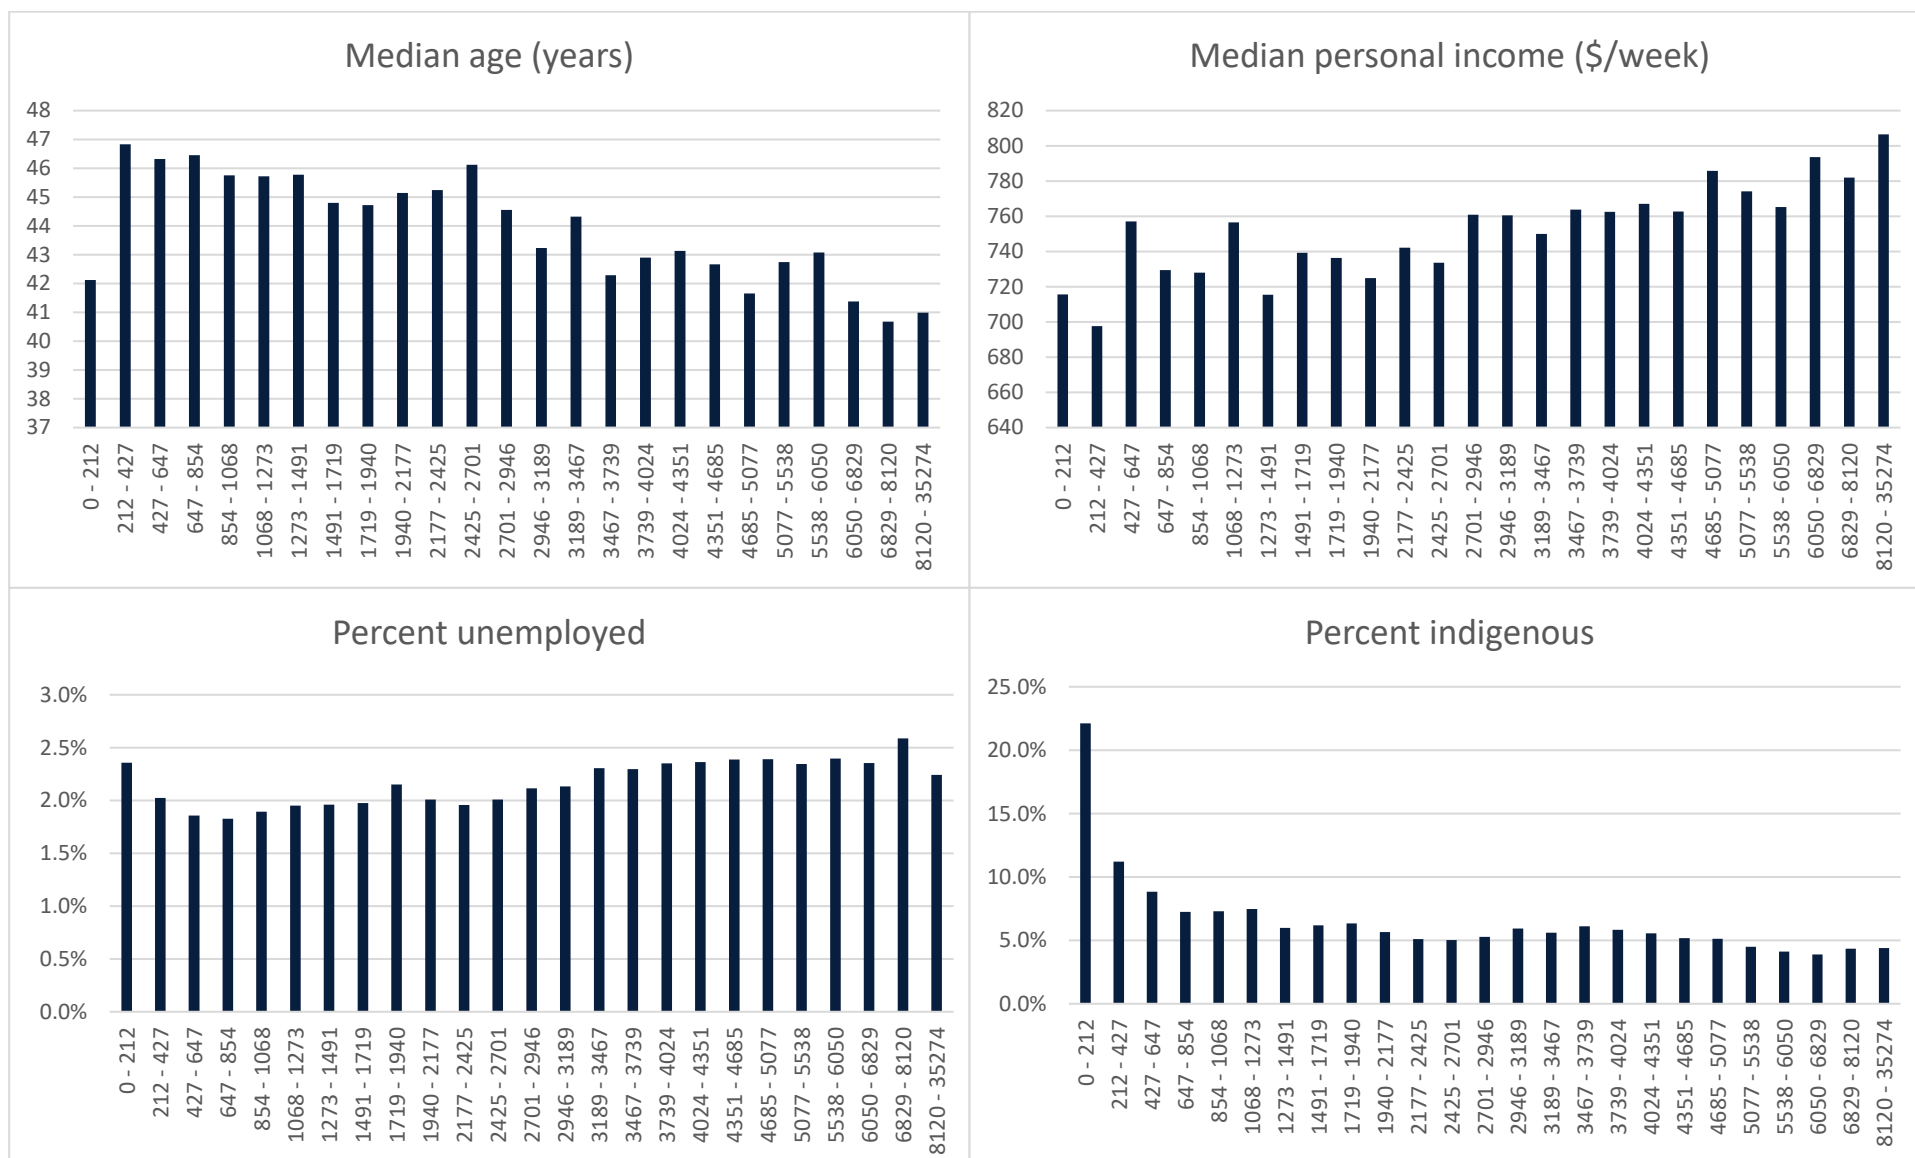 Median age (years)
48
47
46
45
44
43
42
41
40
39
38
37
0 - 212
212 - 427
427 - 647
647 - 854
854 - 1068
1068 - 1273
1273 - 1491
1491 - 1719
1719 - 1940
1940 - 2177
2177 - 2425
2425 - 2701
2701 - 2946
2946 - 3189
3189 - 3467
3467 - 3739
3739 - 4024
4024 - 4351
4351 - 4685
4685 - 5077
5077 - 5538
5538 - 6050
6050 - 6829
6829 - 8120
8120 - 35274
Median personal income ($/week)
820
800
780
760
740
720
700
680
660
640
0 - 212
212 - 427
427 - 647
647 - 854
854 - 1068
1068 - 1273
1273 - 1491
1491 - 1719
1719 - 1940
1940 - 2177
2177 - 2425
2425 - 2701
2701 - 2946
2946 - 3189
3189 - 3467
3467 - 3739
3739 - 4024
4024 - 4351
4351 - 4685
4685 - 5077
5077 - 5538
5538 - 6050
6050 - 6829
6829 - 8120
8120 - 35274
Percent unemployed
3.0%
2.5%
2.0%
1.5%
1.0%
0.5%
0.0%
0 - 212
212 - 427
427 - 647
647 - 854
854 - 1068
1068 - 1273
1273 - 1491
1491 - 1719
1719 - 1940
1940 - 2177
2177 - 2425
2425 - 2701
2701 - 2946
2946 - 3189
3189 - 3467
3467 - 3739
3739 - 4024
4024 - 4351
4351 - 4685
4685 - 5077
5077 - 5538
5538 - 6050
6050 - 6829
6829 - 8120
8120 - 35274
Percent indigenous
25.0%
20.0%
15.0%
10.0%
5.0%
0.0%
0 - 212
212 - 427
427 - 647
647 - 854
854 - 1068
1068 - 1273
1273 - 1491
1491 - 1719
1719 - 1940
1940 - 2177
2177 - 2425
2425 - 2701
2701 - 2946
2946 - 3189
3189 - 3467
3467 - 3739
3739 - 4024
4024 - 4351
4351 - 4685
4685 - 5077
5077 - 5538
5538 - 6050
6050 - 6829
6829 - 8120
8120 - 35274